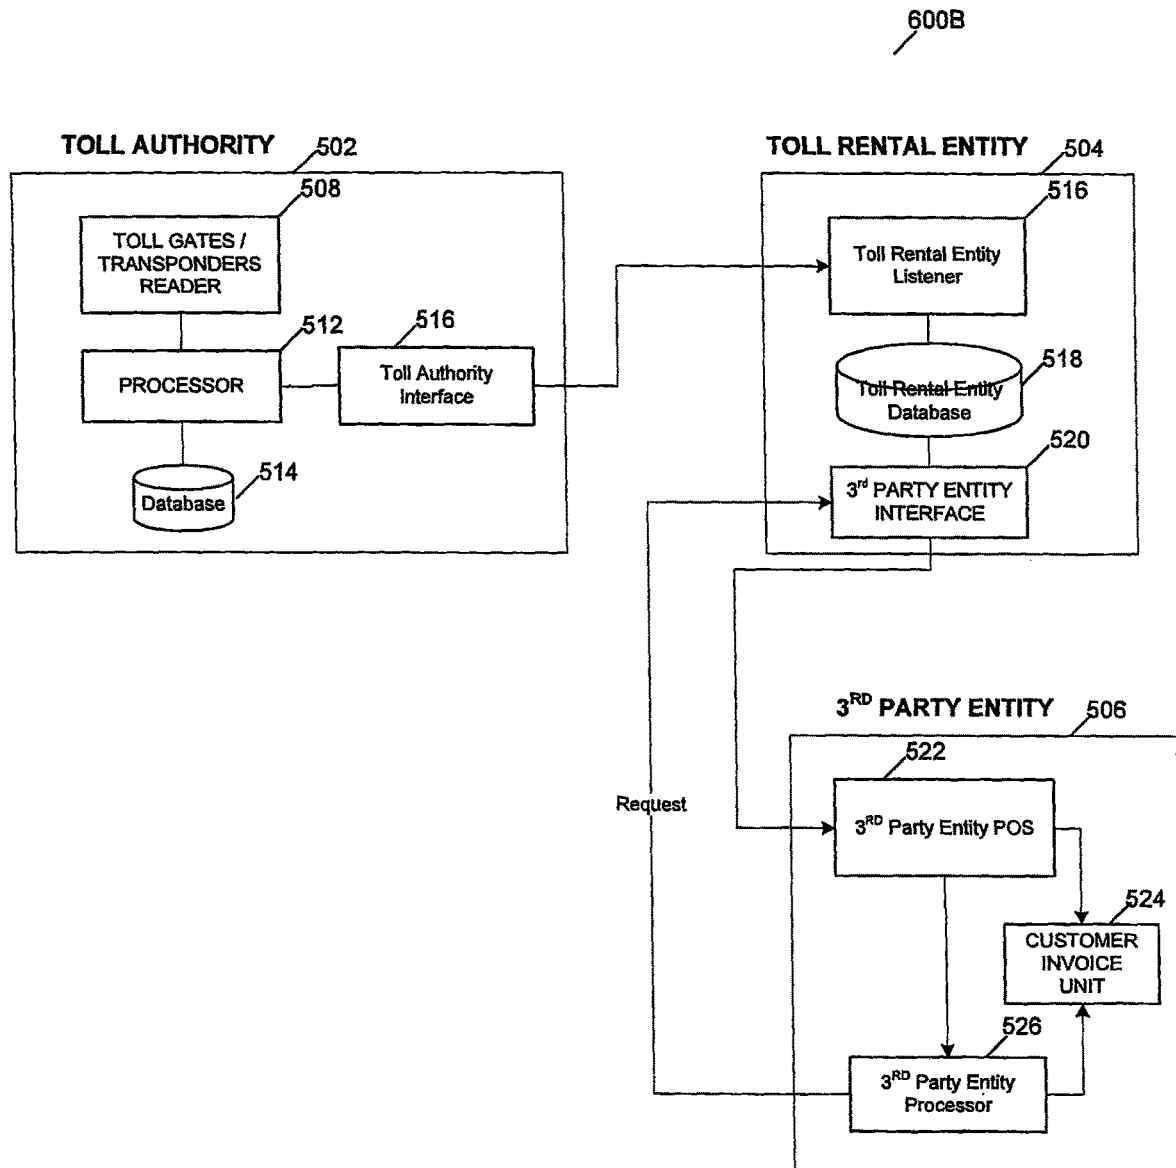 600B
TOLL AUTHORITY
502
508
TOLL GATES /
TRANSPONDERS
READER
512
PROCESSOR
516
Toll Authority
Interface
514
Database
TOLL RENTAL ENTITY
504
516
Toll Rental Entity
Listener
518
Toll Rental Entity
Database
520
3rd PARTY ENTITY
INTERFACE
Request
3RD PARTY ENTITY
506
522
3RD Party Entity POS
524
CUSTOMER
INVOICE
UNIT
526
3RD Party Entity
Processor